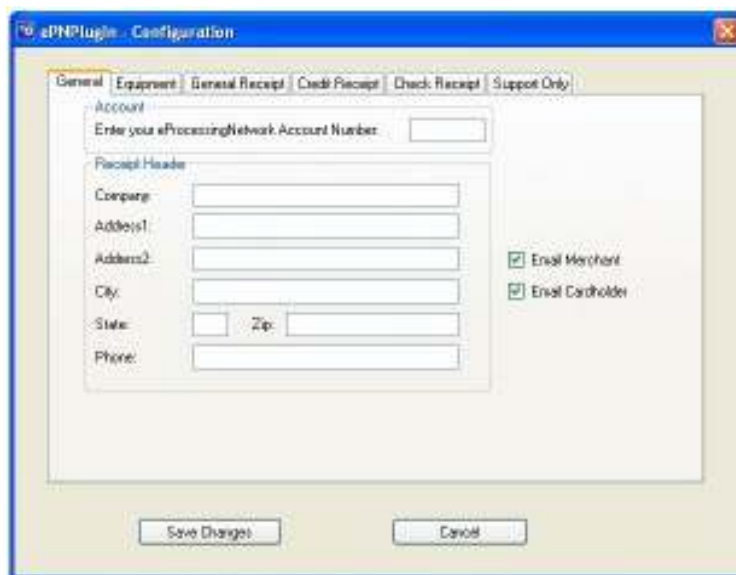 ePNPlugin - Configuration
General Equipment General Receipt Credit Receipt Check Receipt Support Only
Account
Enter your eProcessingNetwork Account Number:
Receipt Header
Company:
Address1:
Address2:
City:
State: Zip:
Phone:
Email Merchant
Email Cardholder
Save Changes Cancel